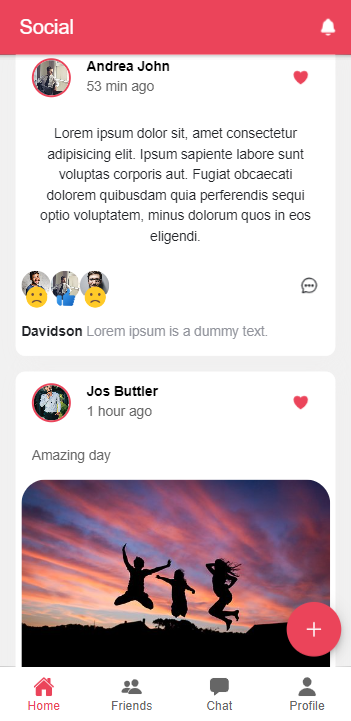 Social
Andrea John
53 min ago
Lorem ipsum dolor sit, amet consectetur
adipisicing elit. Ipsum sapiente labore sunt
voluptas corporis aut. Fugiat obcaecati
dolorem quibusdam quia perferendis sequi
optio voluptatem, minus dolorum quos in eos
eligendi.
Davidson Lorem ipsum is a dummy text.
Jos Buttler
1 hour ago
Amazing day
Home Friends Chat Profile